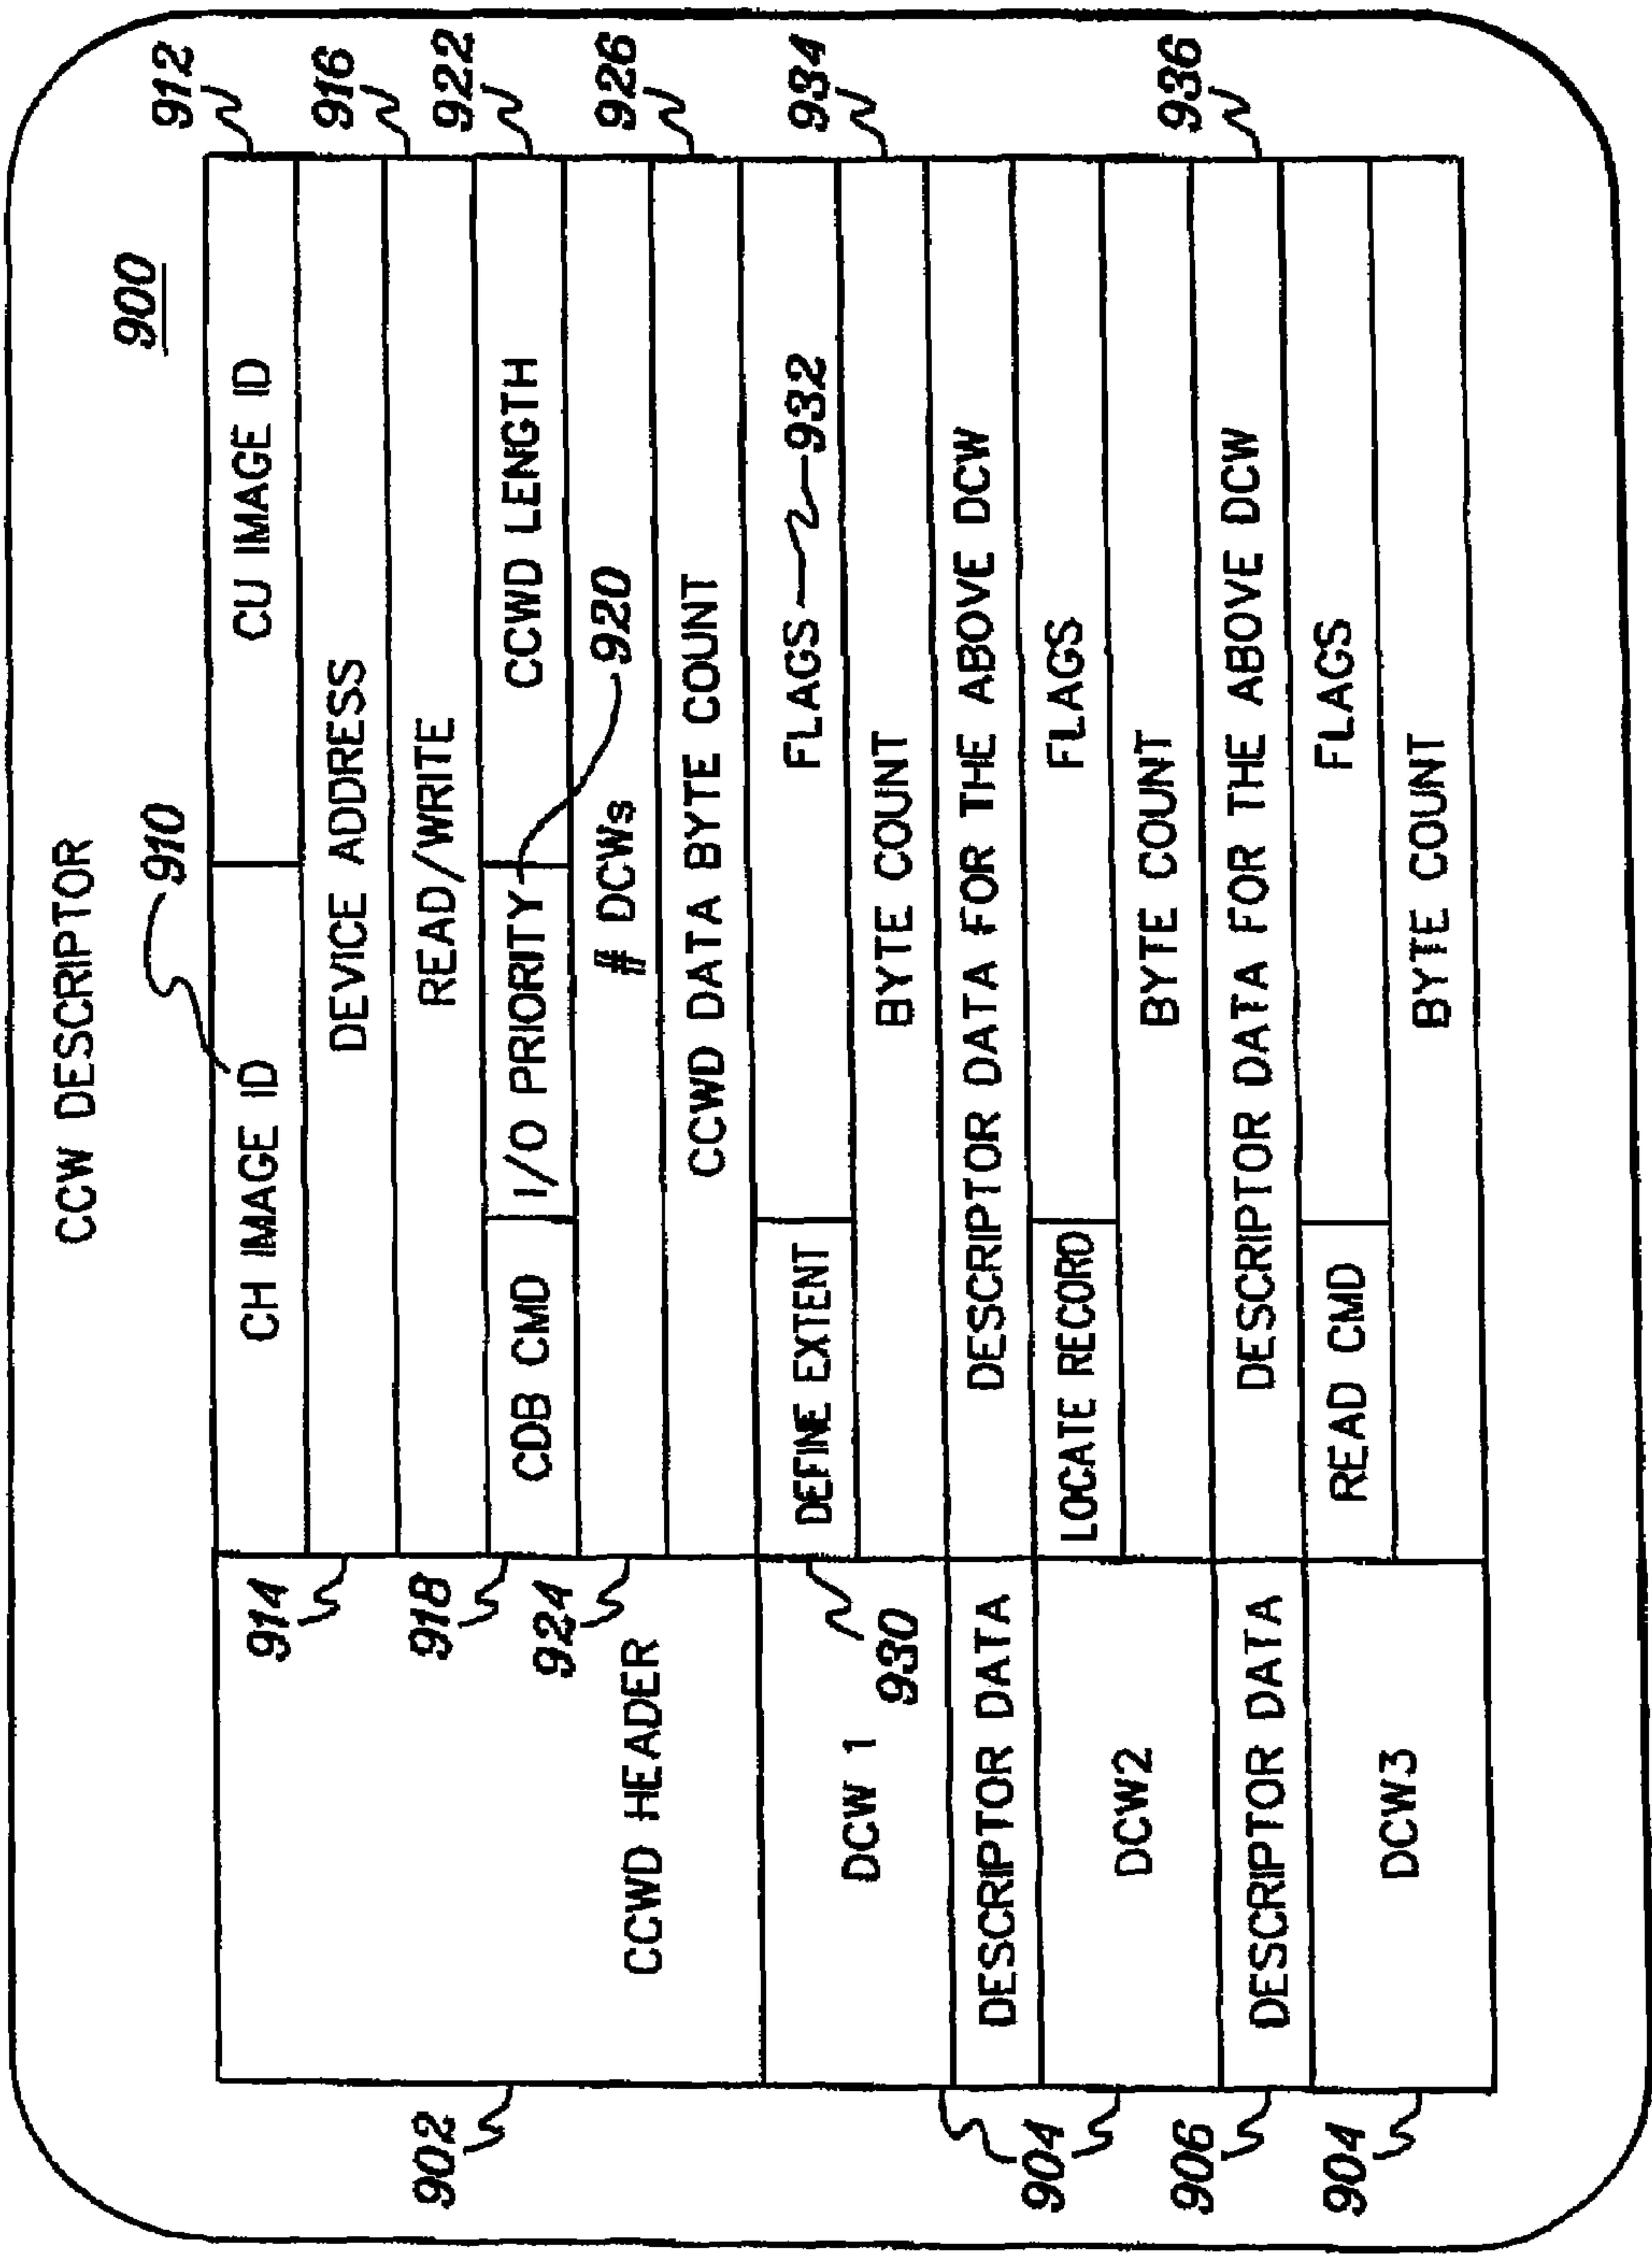 CCW DESCRIPTOR
900
910
912
CH IMAGE ID
CU IMAGE ID
914
DEVICE ADDRESS
916
READ/WRITE
918
CDB CMD
I/O PRIORITY
CCWD LENGTH
922
920
924
# DCWs
926
CCWD HEADER
CCWD DATA BYTE COUNT
902
DCW 1
930
DEFINE EXTENT
FLAGS
932
934
BYTE COUNT
DESCRIPTOR DATA
DESCRIPTOR DATA FOR THE ABOVE DCW
904
DCW2
LOCATE RECORD
FLAGS
BYTE COUNT
906
DESCRIPTOR DATA
DESCRIPTOR DATA FOR THE ABOVE DCW
936
904
DCW3
READ CMD
FLAGS
BYTE COUNT